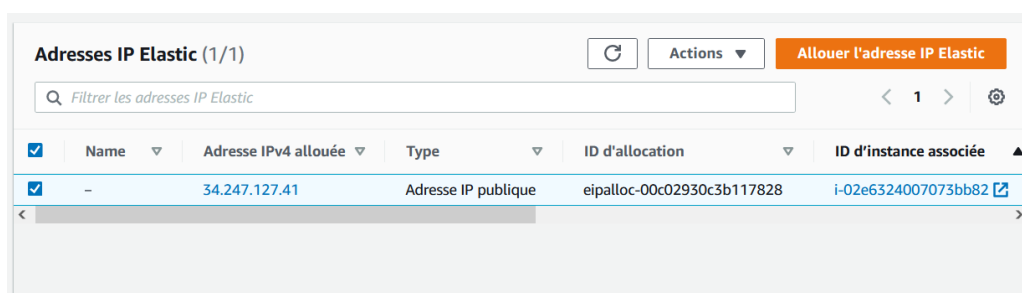 Adresses IP Elastic (1/1) Actions Allouer l'adresse IP Elastic
Filtrer les adresses IP Elastic 1
Name Adresse IPv4 allouée Type ID d'allocation ID d'instance associée
– 34.247.127.41 Adresse IP publique eipalloc-00c02930c3b117828 i-02e6324007073bb82